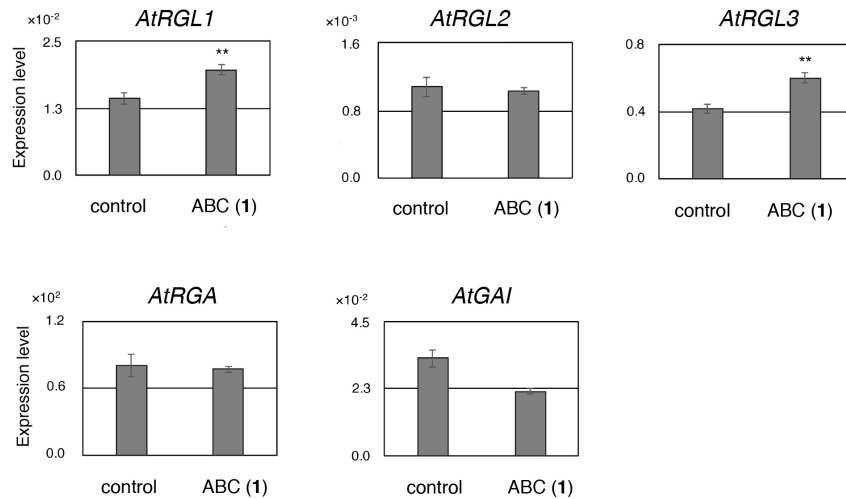 AtRGL1
×10⁻²
Expression level
2.5
1.3
0.0
**
control
ABC (1)
AtRGL2
×10⁻³
1.6
0.8
0.0
control
ABC (1)
AtRGL3
0.8
0.4
0.0
**
control
ABC (1)
AtRGA
×10²
Expression level
1.2
0.6
0.0
control
ABC (1)
AtGAI
×10⁻²
4.5
2.3
0.0
control
ABC (1)